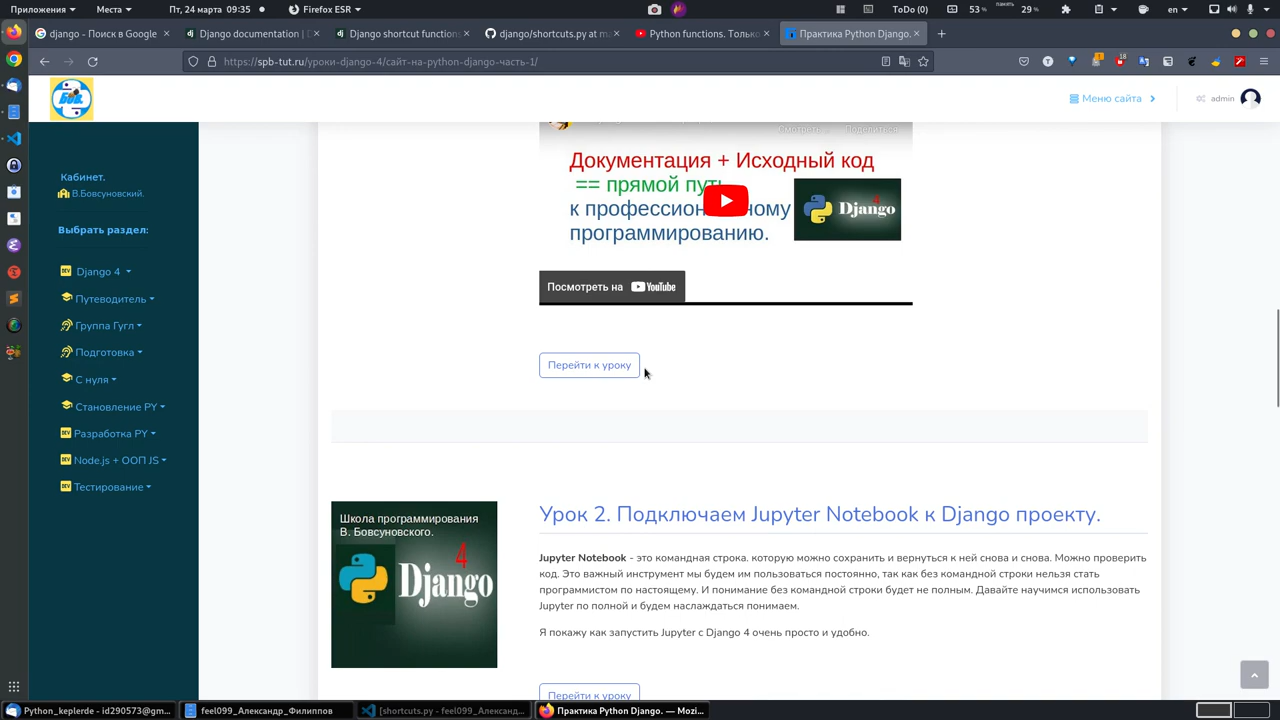 Приложения
Места
Пт, 24 марта 09:35
Firefox ESR
ToDo (0)
53 %
память
29 %
django - Поиск в Google
Django documentation | D
Django shortcut function
django/shortcuts.py at m
Python functions. Только
Практика Python Django.
https://spb-tut.ru/уроки-django-4/сайт-на-python-django-часть-1/
18
БОВ.
Меню сайта
admin
Кабинет.
В.Бовсуновский.
Выбрать раздел:
Django 4
Путеводитель
Группа Гугл
Подготовка
С нуля
Становление PY
Разработка PY
Node.js + ООП JS
Тестирование
Смотреть
Поделиться
Документация + Исходный код
== прямой путь
к профессиональному
программированию.
4
Django
Посмотреть на YouTube
Перейти к уроку
Школа программирования
В. Бовсуновского.
4
Django
Урок 2. Подключаем Jupyter Notebook к Django проекту.
Jupyter Notebook - это командная строка. которую можно сохранить и вернуться к ней снова и снова. Можно проверить
код. Это важный инструмент мы будем им пользоваться постоянно, так как без командной строки нельзя стать
программистом по настоящему. И понимание без командной строки будет не полным. Давайте научимся использовать
Jupyter по полной и будем наслаждаться понимаем.
Я покажу как запустить Jupyter с Django 4 очень просто и удобно.
Перейти к уроку
Python_keplerde - id290573@gm...
feel099_Александр_Филиппов
[shortcuts.py - feel099_Александ...
Практика Python Django. — Mozi...